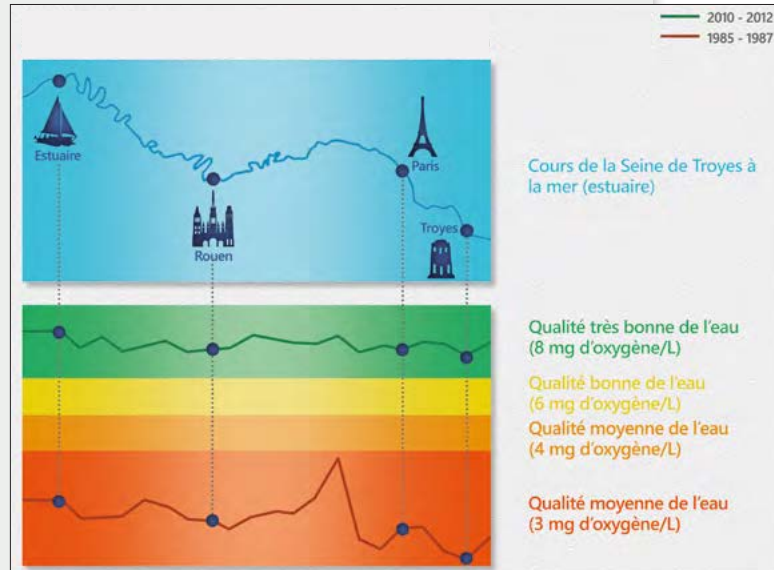 2010 - 2012
1985 - 1987
Estuaire
Rouen
Paris
Troyes
Cours de la Seine de Troyes à
la mer (estuaire)
Qualité très bonne de l'eau
(8 mg d'oxygène/L)
Qualité bonne de l'eau
(6 mg d'oxygène/L)
Qualité moyenne de l'eau
(4 mg d'oxygène/L)
Qualité moyenne de l'eau
(3 mg d'oxygène/L)